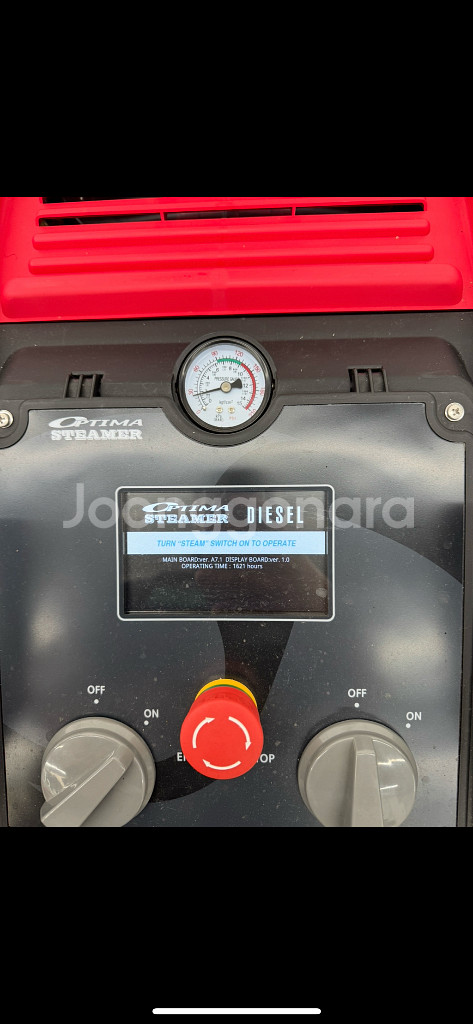 OPTIMA
STEAMER
Joonggonara
OPTIMA
STEAMER DIESEL
TURN "STEAM" SWITCH ON TO OPERATE
MAIN BOARD:ver. A7.1 DISPLAY BOARD:ver. 1.0
OPERATING TIME : 1621 hours
OFF
ON
OFF
ON